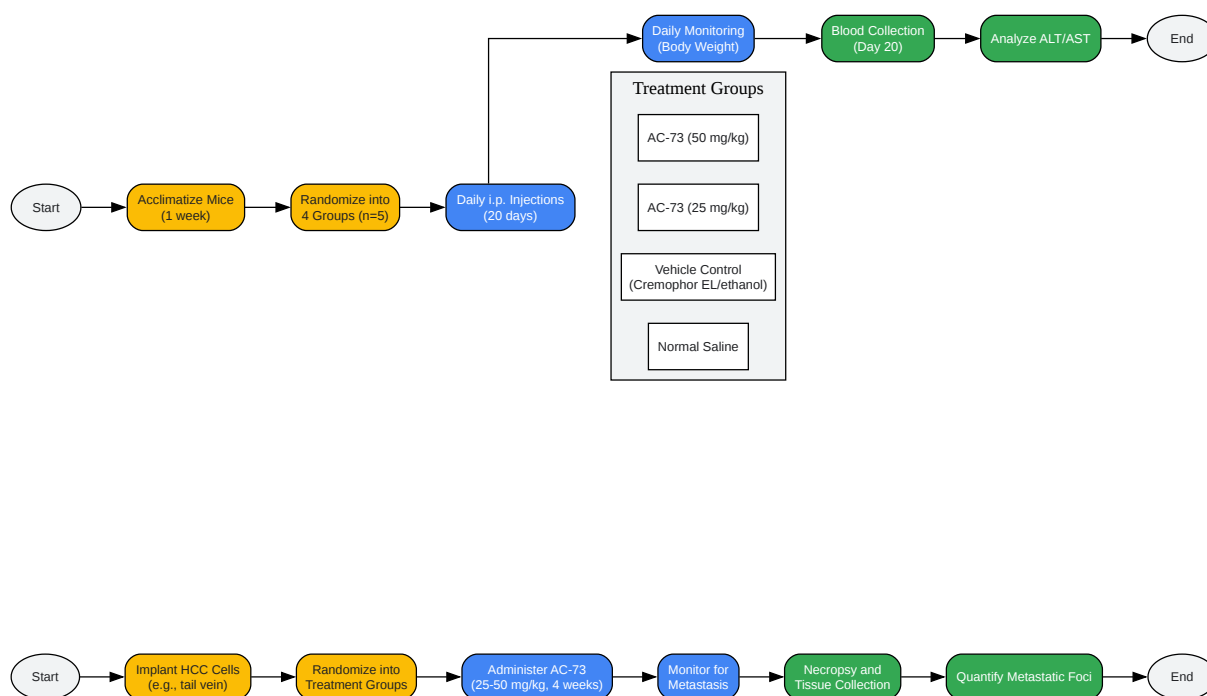 Start
Acclimatize Mice
(1 week)
Randomize into
4 Groups (n=5)
Daily i.p. Injections
(20 days)
Daily Monitoring
(Body Weight)
Blood Collection
(Day 20)
Analyze ALT/AST
End
Treatment Groups
AC-73 (50 mg/kg)
AC-73 (25 mg/kg)
Vehicle Control
(Cremophor EL/ethanol)
Normal Saline
Start
Implant HCC Cells
(e.g., tail vein)
Randomize into
Treatment Groups
Administer AC-73
(25-50 mg/kg, 4 weeks)
Monitor for
Metastasis
Necropsy and
Tissue Collection
Quantify Metastatic Foci
End